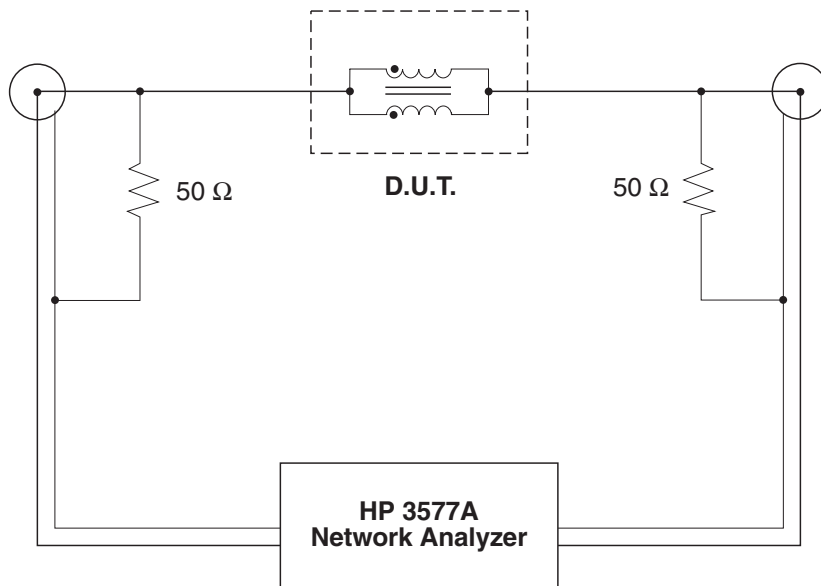 50 Ω
D.U.T.
50 Ω
HP 3577A
Network Analyzer